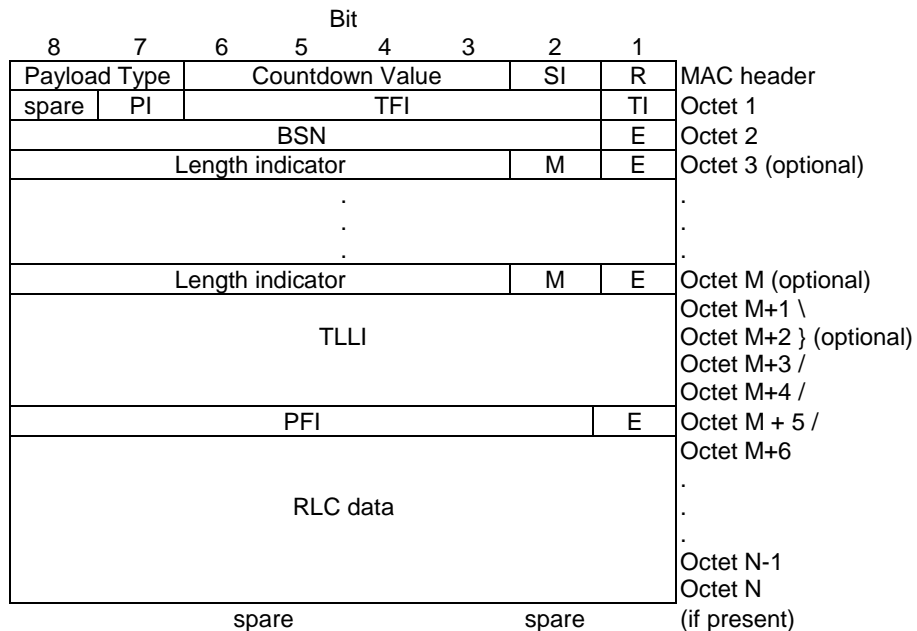 Bit
8 7 6 5 4 3 2 1
Payload Type Countdown Value SI R MAC header
spare PI TFI TI Octet 1
BSN E Octet 2
Length indicator M E Octet 3 (optional)
. .
. .
. .
Length indicator M E Octet M (optional)
Octet M+1 \
TLLI Octet M+2 } (optional)
Octet M+3 /
Octet M+4 /
PFI E Octet M + 5 /
Octet M+6
.
RLC data .
.
Octet N-1
Octet N
spare spare (if present)